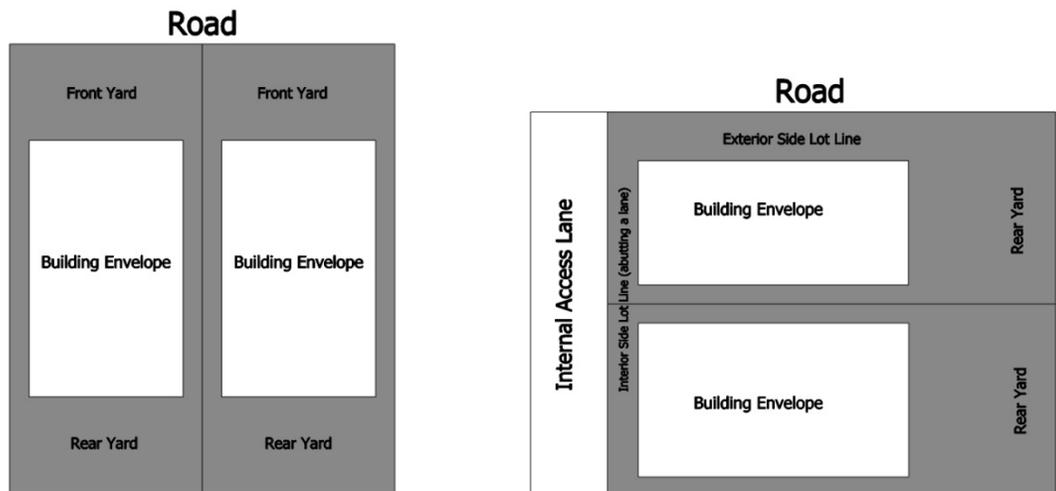 Road
Front Yard
Front Yard
Building Envelope
Building Envelope
Rear Yard
Rear Yard
Road
Exterior Side Lot Line
Internal Access Lane
Interior Side Lot Line (abutting a lane)
Building Envelope
Rear Yard
Building Envelope
Rear Yard